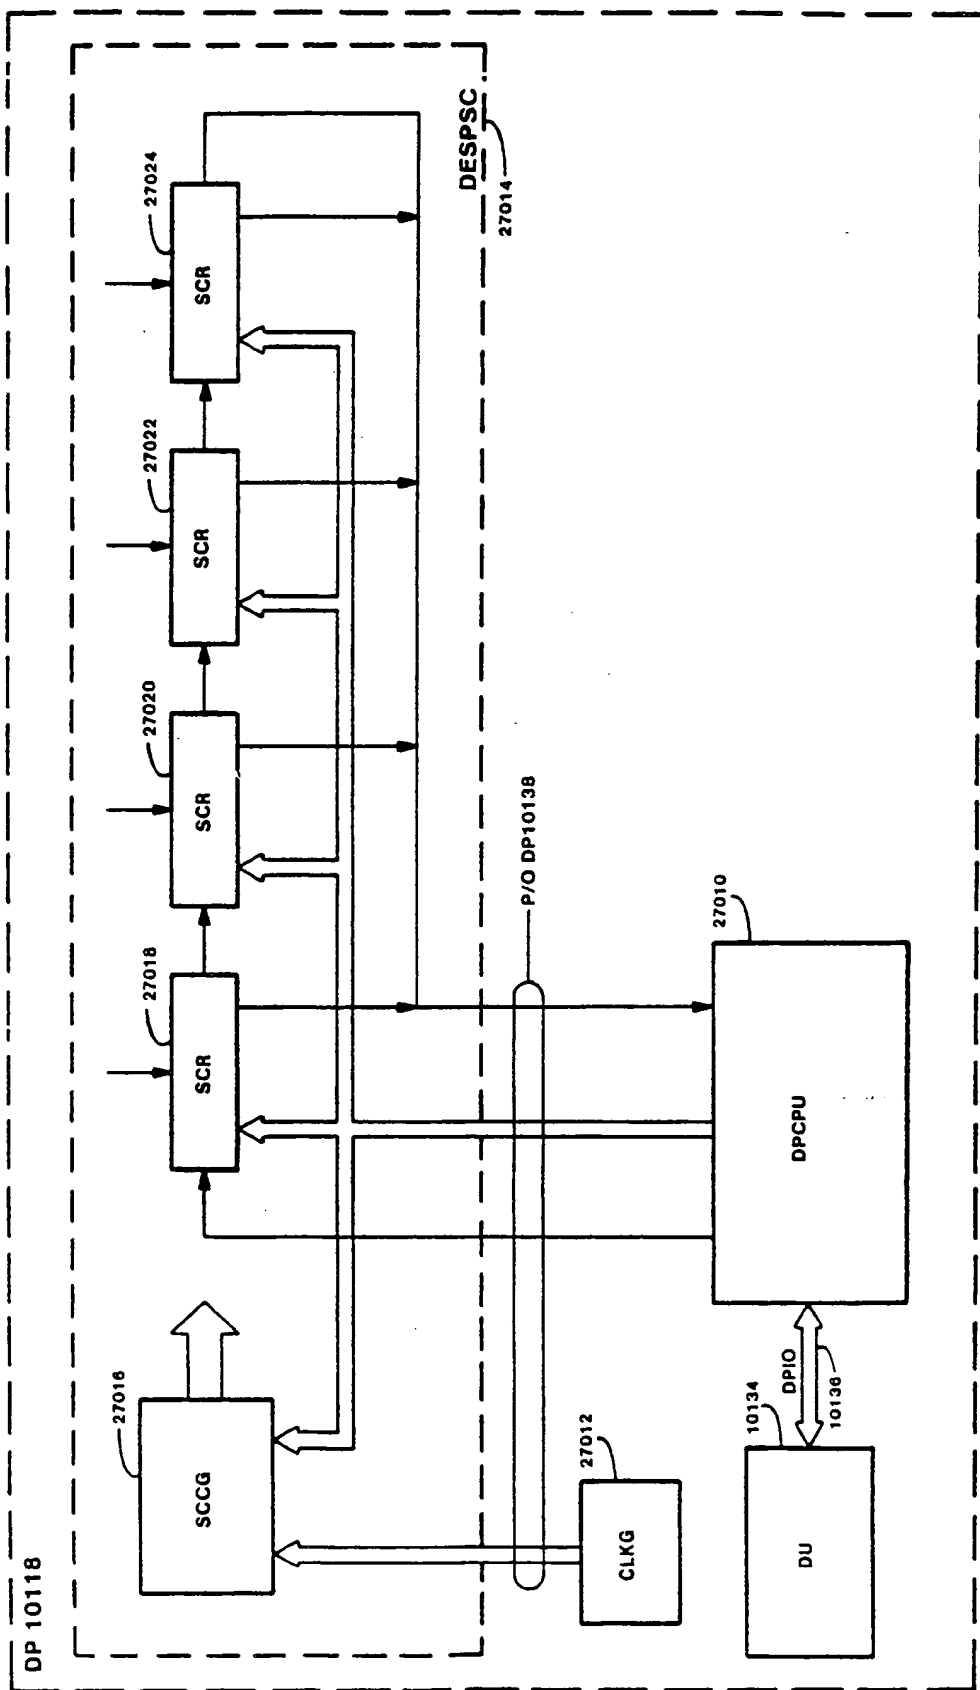 DP 10118
DESPSC
27014
27016
SCCG
27018
SCR
27020
SCR
27022
SCR
27024
SCR
P/O DP10138
27012
CLKG
27010
DPCPU
10134
DU
DPIO
10136